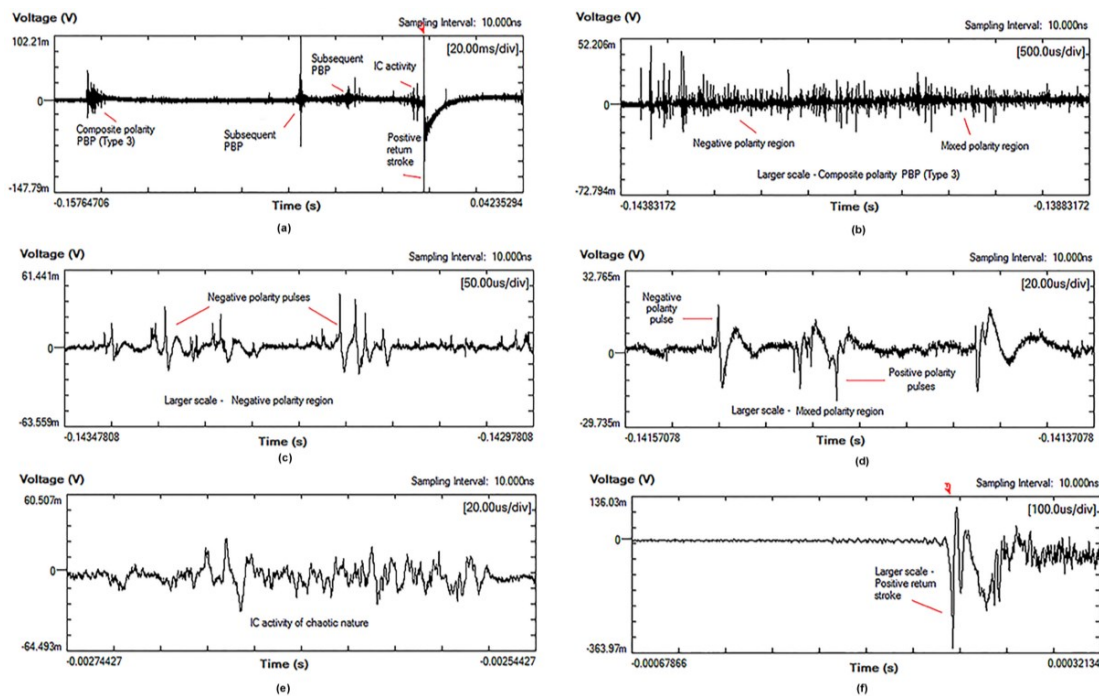 Voltage (V)
Sampling Interval: 10.000ns
102.21m
[20.00ms/div]
Subsequent
PBP
IC activity
0
Composite polarity
PBP (Type 3)
Subsequent
PBP
Positive
return
stroke
-147.79m
-0.15764706
Time (s)
0.04235294
(a)
Voltage (V)
Sampling Interval: 10.000ns
52.206m
[500.0us/div]
0
Negative polarity region
Mixed polarity region
Larger scale - Composite polarity PBP (Type 3)
-72.794m
-0.14383172
Time (s)
-0.13883172
(b)
Voltage (V)
Sampling Interval: 10.000ns
61.441m
[50.00us/div]
Negative polarity pulses
0
Larger scale - Negative polarity region
-63.559m
-0.14347808
Time (s)
-0.14297808
(c)
Voltage (V)
Sampling Interval: 10.000ns
32.765m
[20.00us/div]
Negative
polarity
pulse
0
Positive polarity
pulses
Larger scale - Mixed polarity region
-29.735m
-0.14157078
Time (s)
-0.14137078
(d)
Voltage (V)
Sampling Interval: 10.000ns
60.507m
[20.00us/div]
0
IC activity of chaotic nature
-64.493m
-0.00274427
Time (s)
-0.00254427
(e)
Voltage (V)
Sampling Interval: 10.000ns
136.03m
[100.0us/div]
0
Larger scale -
Positive return
stroke
-363.97m
-0.00067866
Time (s)
0.00032134
(f)